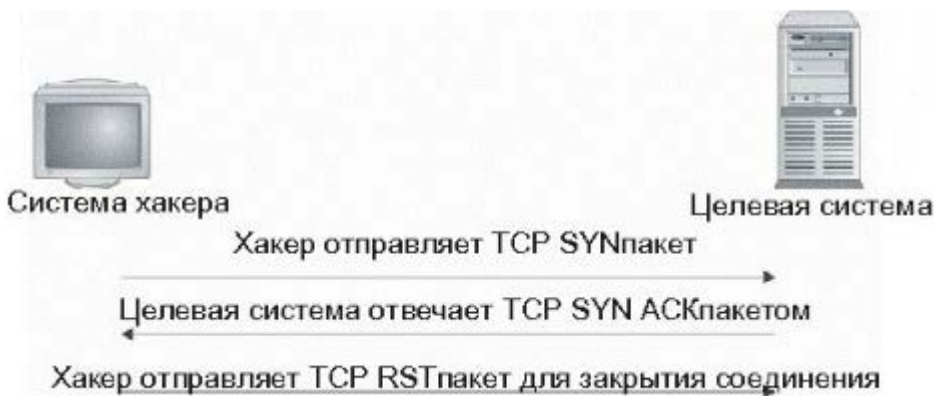 Система хакера
Целевая система
Хакер отправляет TCP SYNпакет
Целевая система отвечает TCP SYN ACKпакетом
Хакер отправляет TCP RSTпакет для закрытия соединения